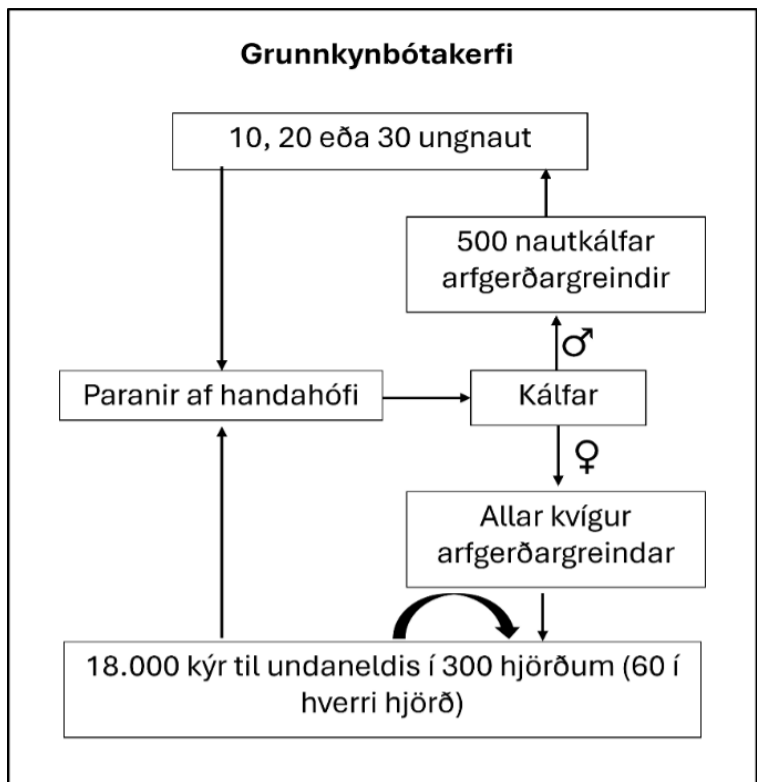 Grunnkynbótakerfi
10, 20 eða 30 ungnaut
500 nautkálfar
arfgerðargreindir
♂
Paranir af handahófi
Kálfar
♀
Allar kvígur
arfgerðargreindar
18.000 kýr til undaneldis í 300 hjörðum (60 í
hverri hjörð)